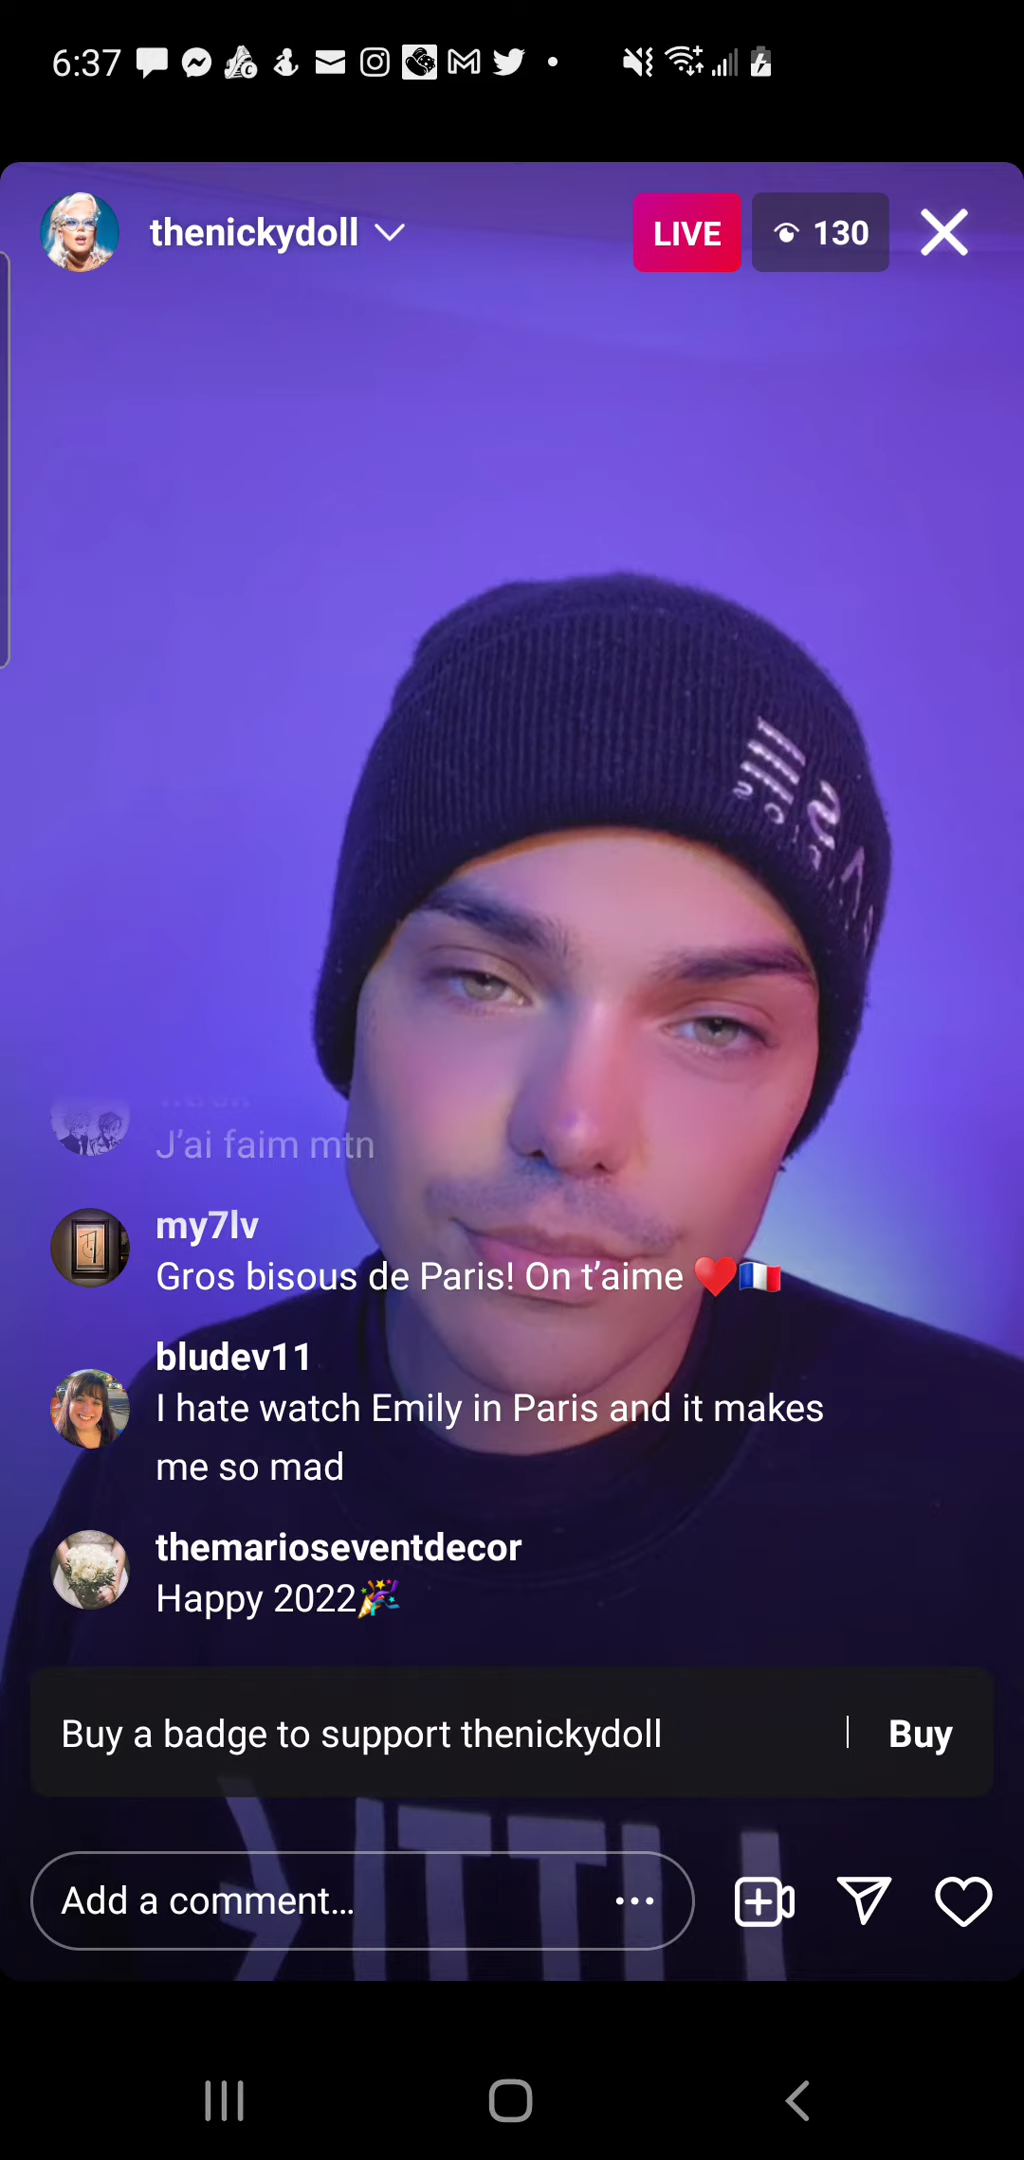 6:37
thenickydoll
LIVE
130
J’ai faim mtn
my7lv
Gros bisous de Paris! On t’aime ❤️🇫🇷
bludev11
I hate watch Emily in Paris and it makes
me so mad
themarioseventdecor
Happy 2022🎉
Buy a badge to support thenickydoll
Buy
Add a comment...